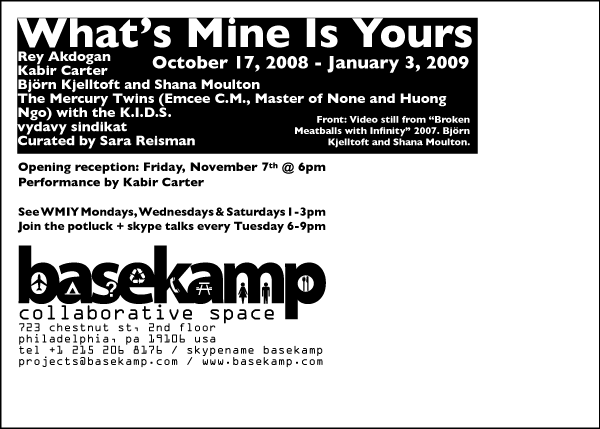 What's Mine Is Yours
October 17, 2008 - January 3, 2009
Rey Akdogan
Kabir Carter
Björn Kjelltoft and Shana Moulton
The Mercury Twins (Emcee C.M., Master of None and Huong
Ngo) with the K.I.D.S.
vydavy sindikat
Curated by Sara Reisman
Front: Video still from “Broken
Meatballs with Infinity” 2007. Björn
Kjelltoft and Shana Moulton.
Opening reception: Friday, November 7th @ 6pm
Performance by Kabir Carter
See WMIY Mondays, Wednesdays & Saturdays 1-3pm
Join the potluck + skype talks every Tuesday 6-9pm
basekamp
?
collaborative space
723 chestnut st, 2nd floor
philadelphia, pa 19106 usa
tel +1 215 206 8176 / skypename basekamp
projects@basekamp.com / www.basekamp.com